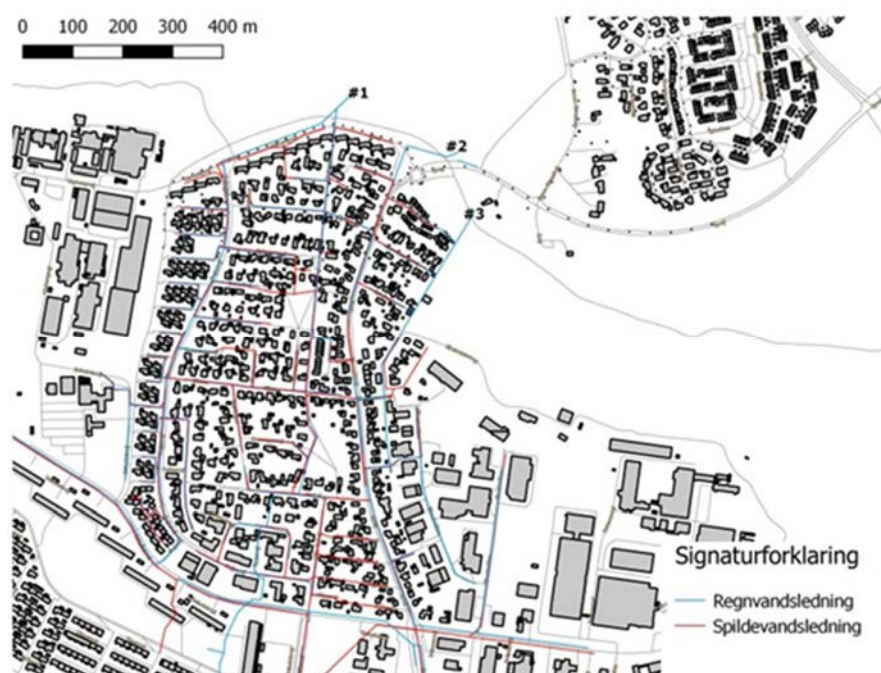 0 100 200 300 400 m
#1
#2
#3
Signaturforklaring
Regnvandsledning
Spildevandsledning